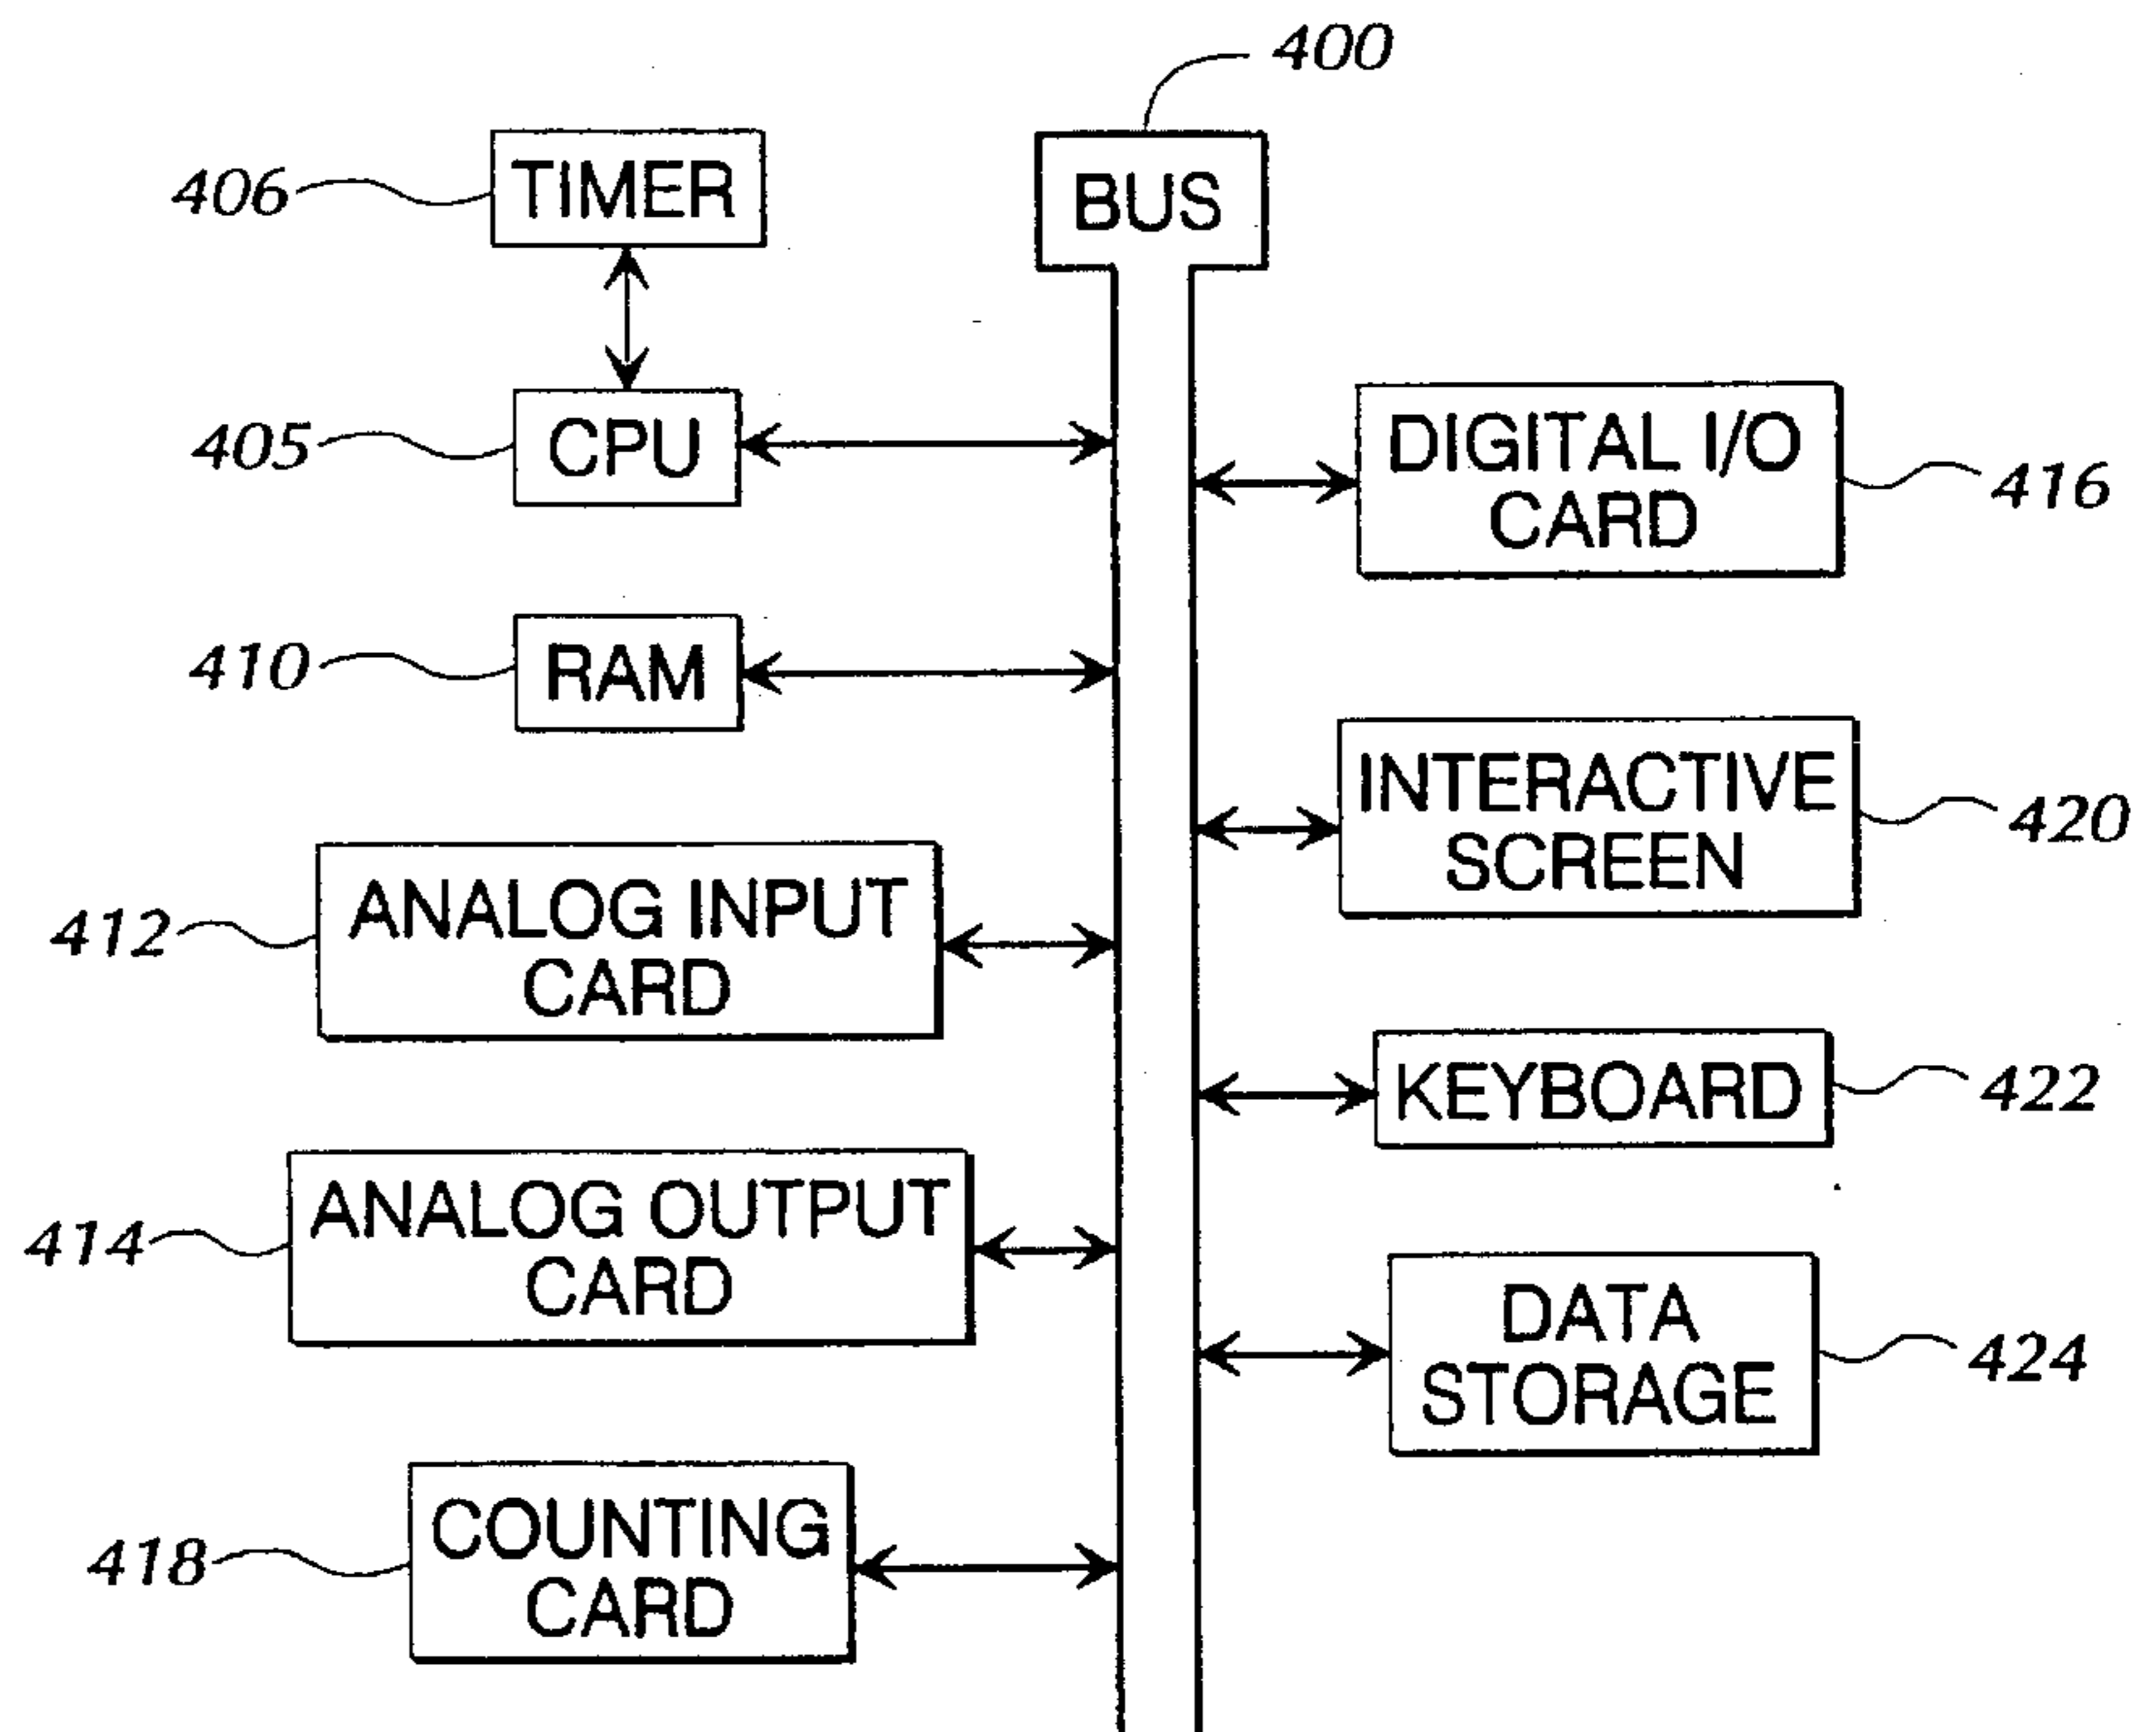 400
406
TIMER
BUS
405
CPU
DIGITAL I/O
CARD
416
410
RAM
INTERACTIVE
SCREEN
420
412
ANALOG INPUT
CARD
KEYBOARD
422
414
ANALOG OUTPUT
CARD
DATA
STORAGE
424
418
COUNTING
CARD